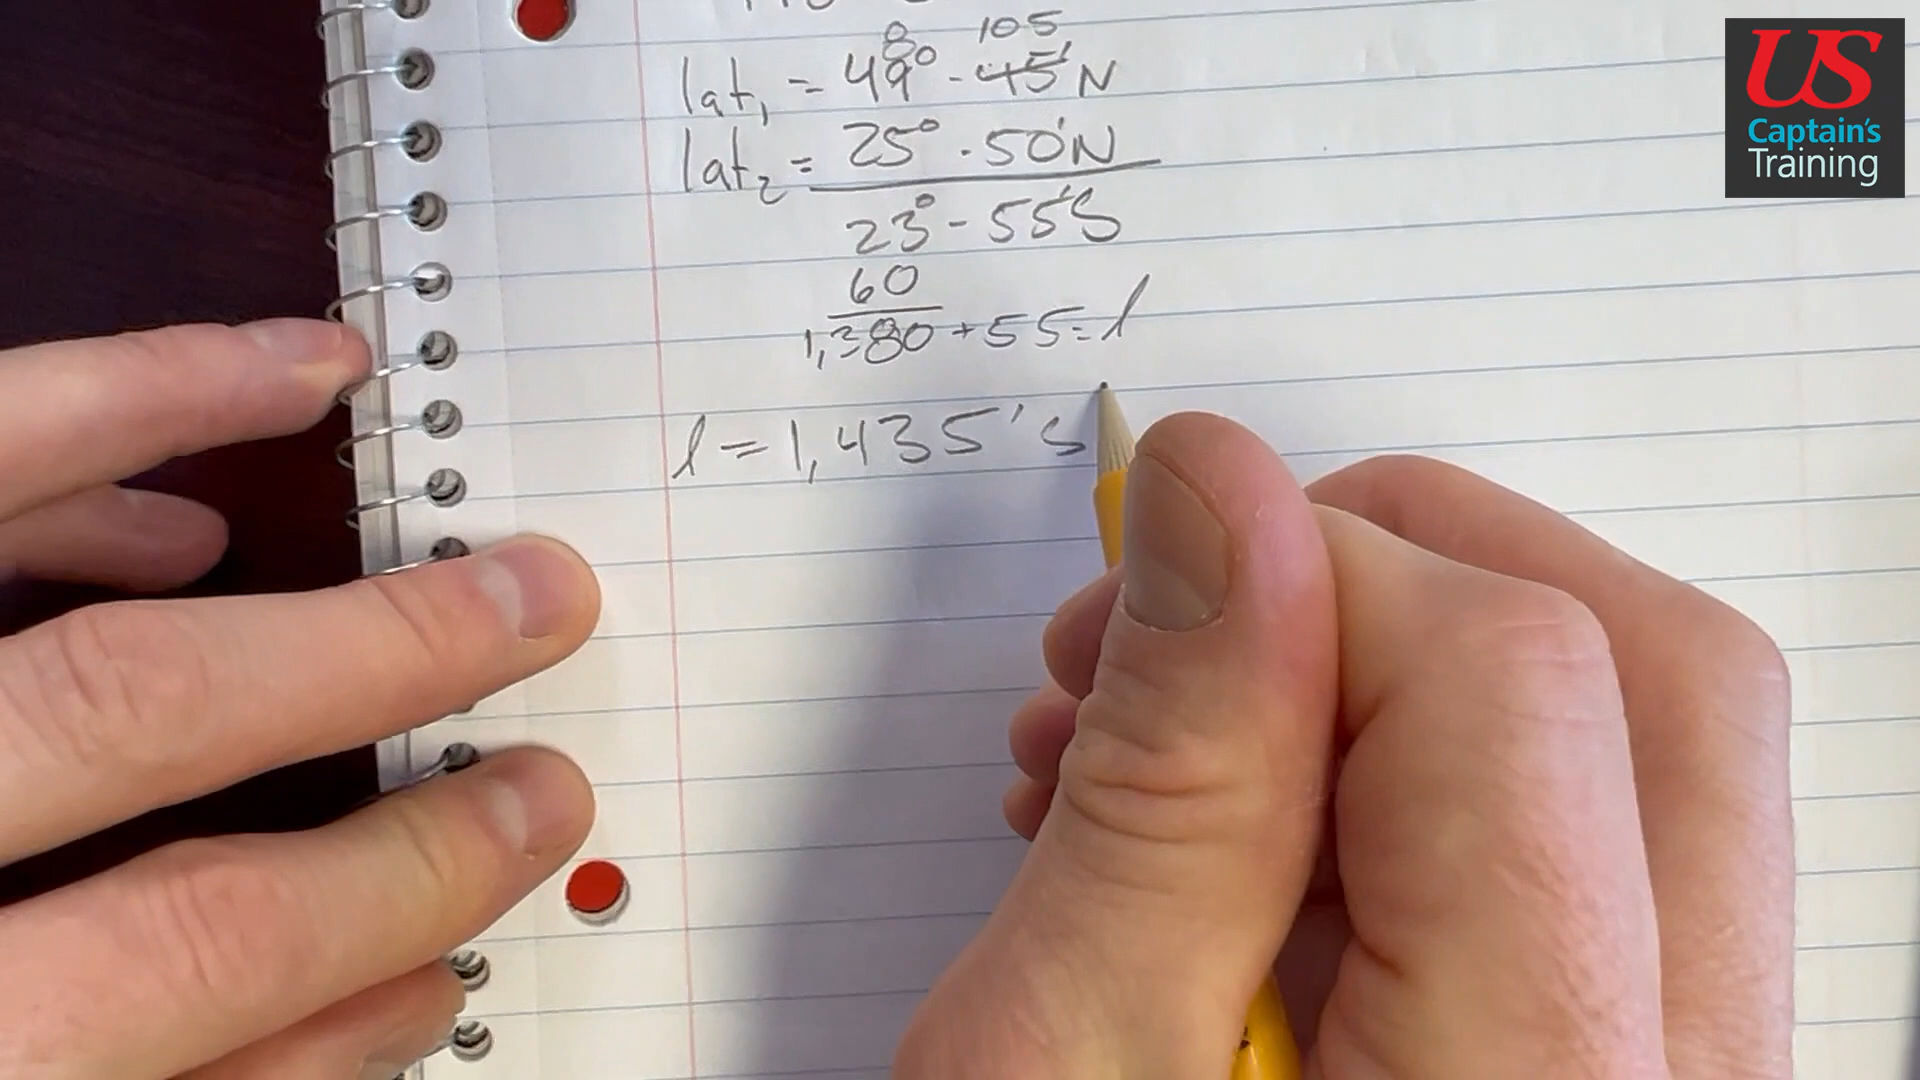 8 105
lat₁ = 49° - 45' N
lat₂ = 25° - 50' N
23° - 55' S
60
1,380 + 55 = l
l = 1,435' S
US
Captain's
Training